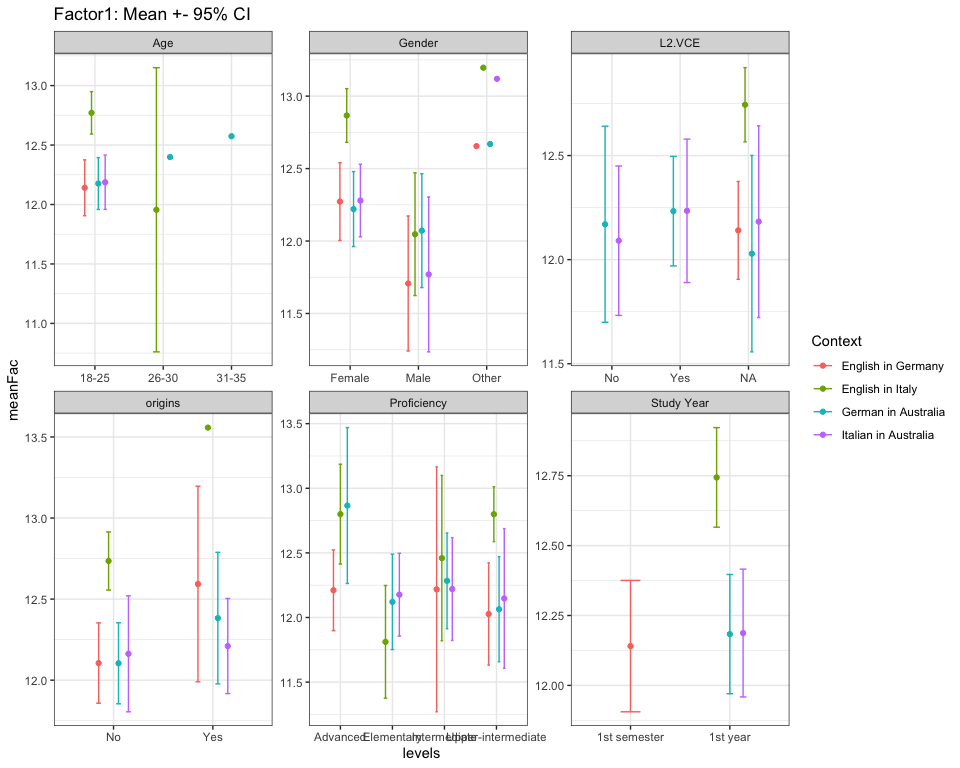 Factor1: Mean +- 95% CI
Age
Gender
L2.VCE
13.0
12.5
12.0
11.5
11.0
18-25
26-30
31-35
13.0
12.5
12.0
11.5
Female
Male
Other
12.5
12.0
11.5
No
Yes
NA
meanFac
origins
Proficiency
Study Year
13.5
13.0
12.5
12.0
No
Yes
13.5
13.0
12.5
12.0
11.5
Advanced
Elementary
Intermediate
Upper-intermediate
12.75
12.50
12.25
12.00
1st semester
1st year
levels
Context
English in Germany
English in Italy
German in Australia
Italian in Australia